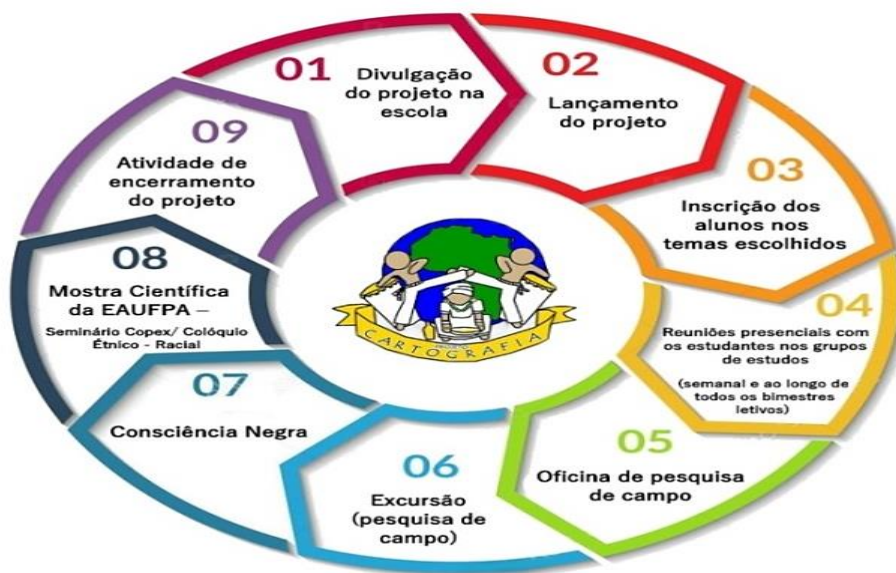 01
Divulgação
do projeto na
escola
02
Lançamento
do projeto
03
Inscrição dos
alunos nos
temas escolhidos
04
Reuniões presenciais com
os estudantes nos grupos
de estudos
(semanal e ao longo de
todos os bimestres
letivos)
05
Oficina de pesquisa
de campo
06
Excursão
(pesquisa de
campo)
07
Consciência Negra
08
Mostra Científica
da EAUFPA –
Seminário Copex/ Colóquio
Étnico - Racial
09
Atividade de
encerramento
do projeto
CARTOGRAFIA